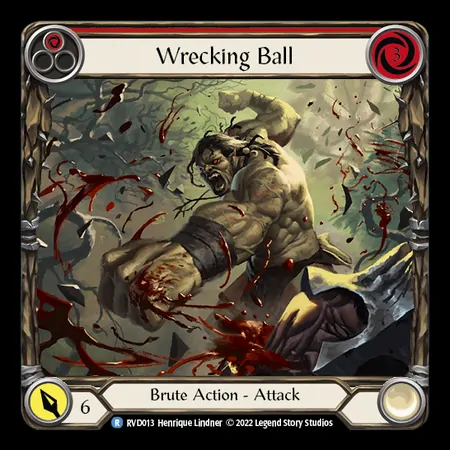 Wrecking Ball
3
Brute Action - Attack
6
R RVD013 Henrique Lindner © 2022 Legend Story Studios